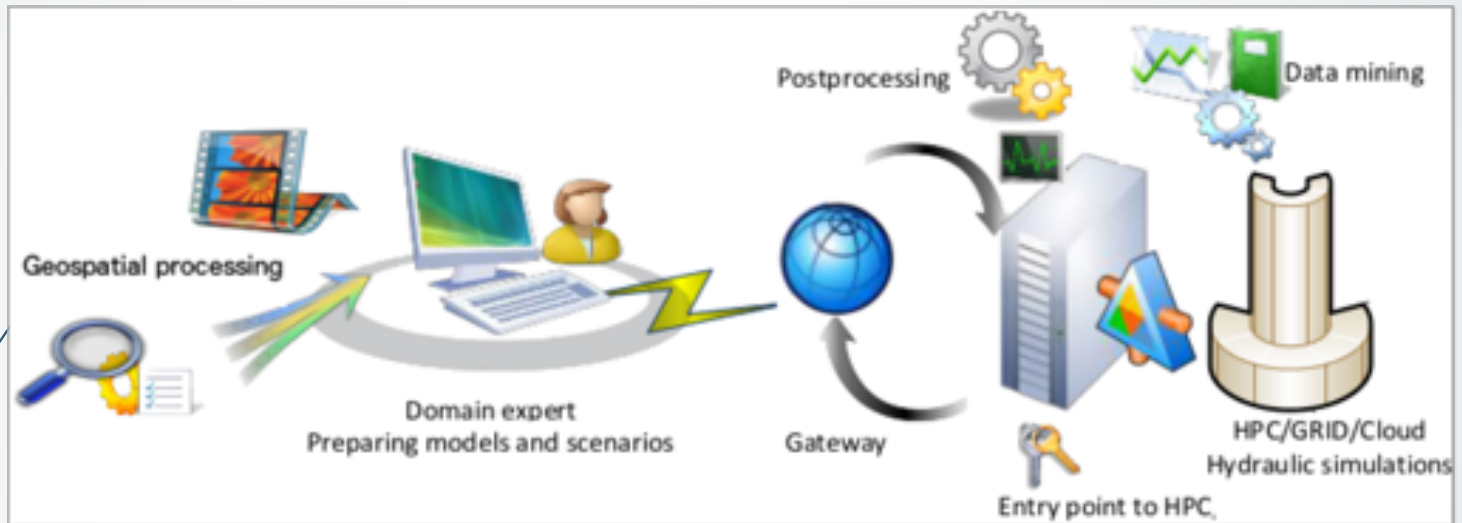 Postprocessing
Data mining
Geospatial processing
Domain expert
Preparing models and scenarios
Gateway
HPC/GRID/Cloud
Hydraulic simulations
Entry point to HPC